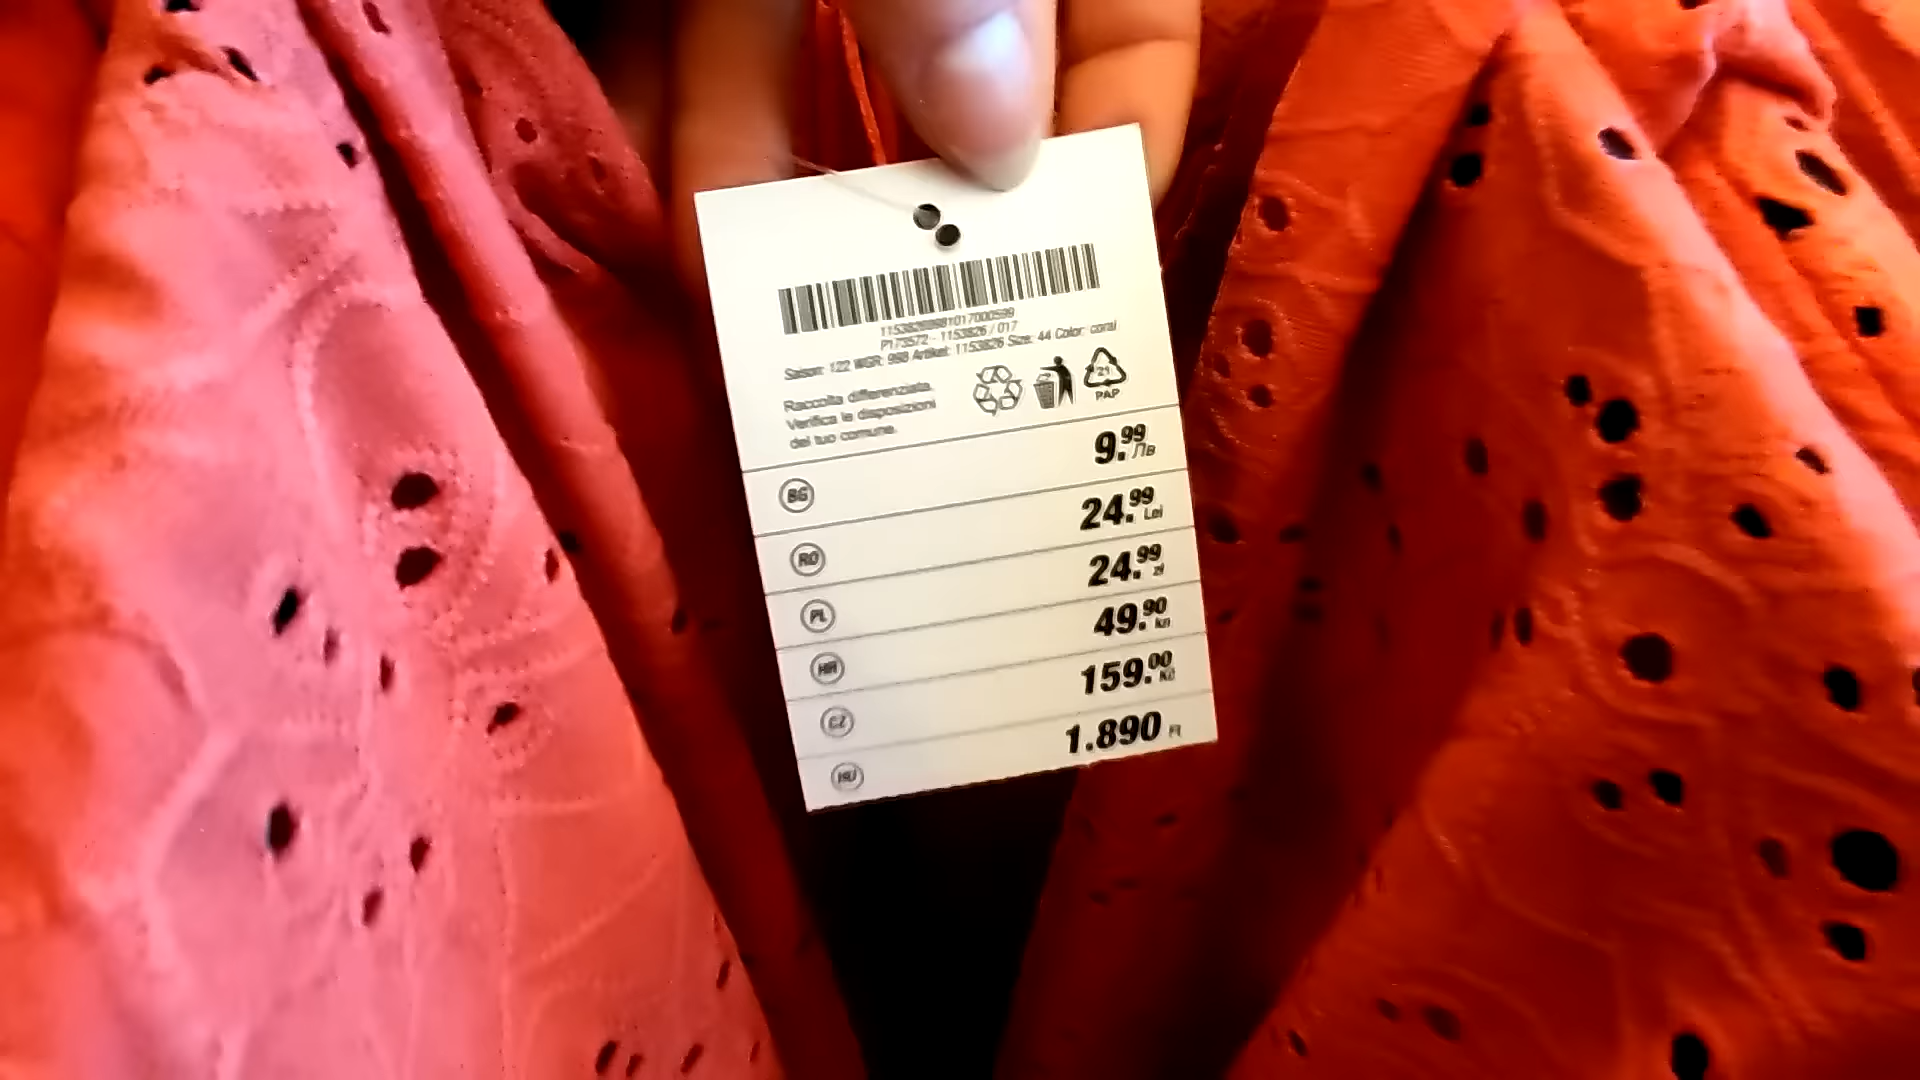 P173572 - 1153826 / 017
Saison: 122 WGR: 998 Artikel: 1153826 Size: 44 Color: coral
Raccolta differenziata.
Verifica le disposizioni
del tuo comune.
21
PAP
BG 9.99 Лв
RO 24.99 Lei
PL 24.99 zł
HR 49.90 kn
CZ 159.00 Kč
HU 1.890 Ft